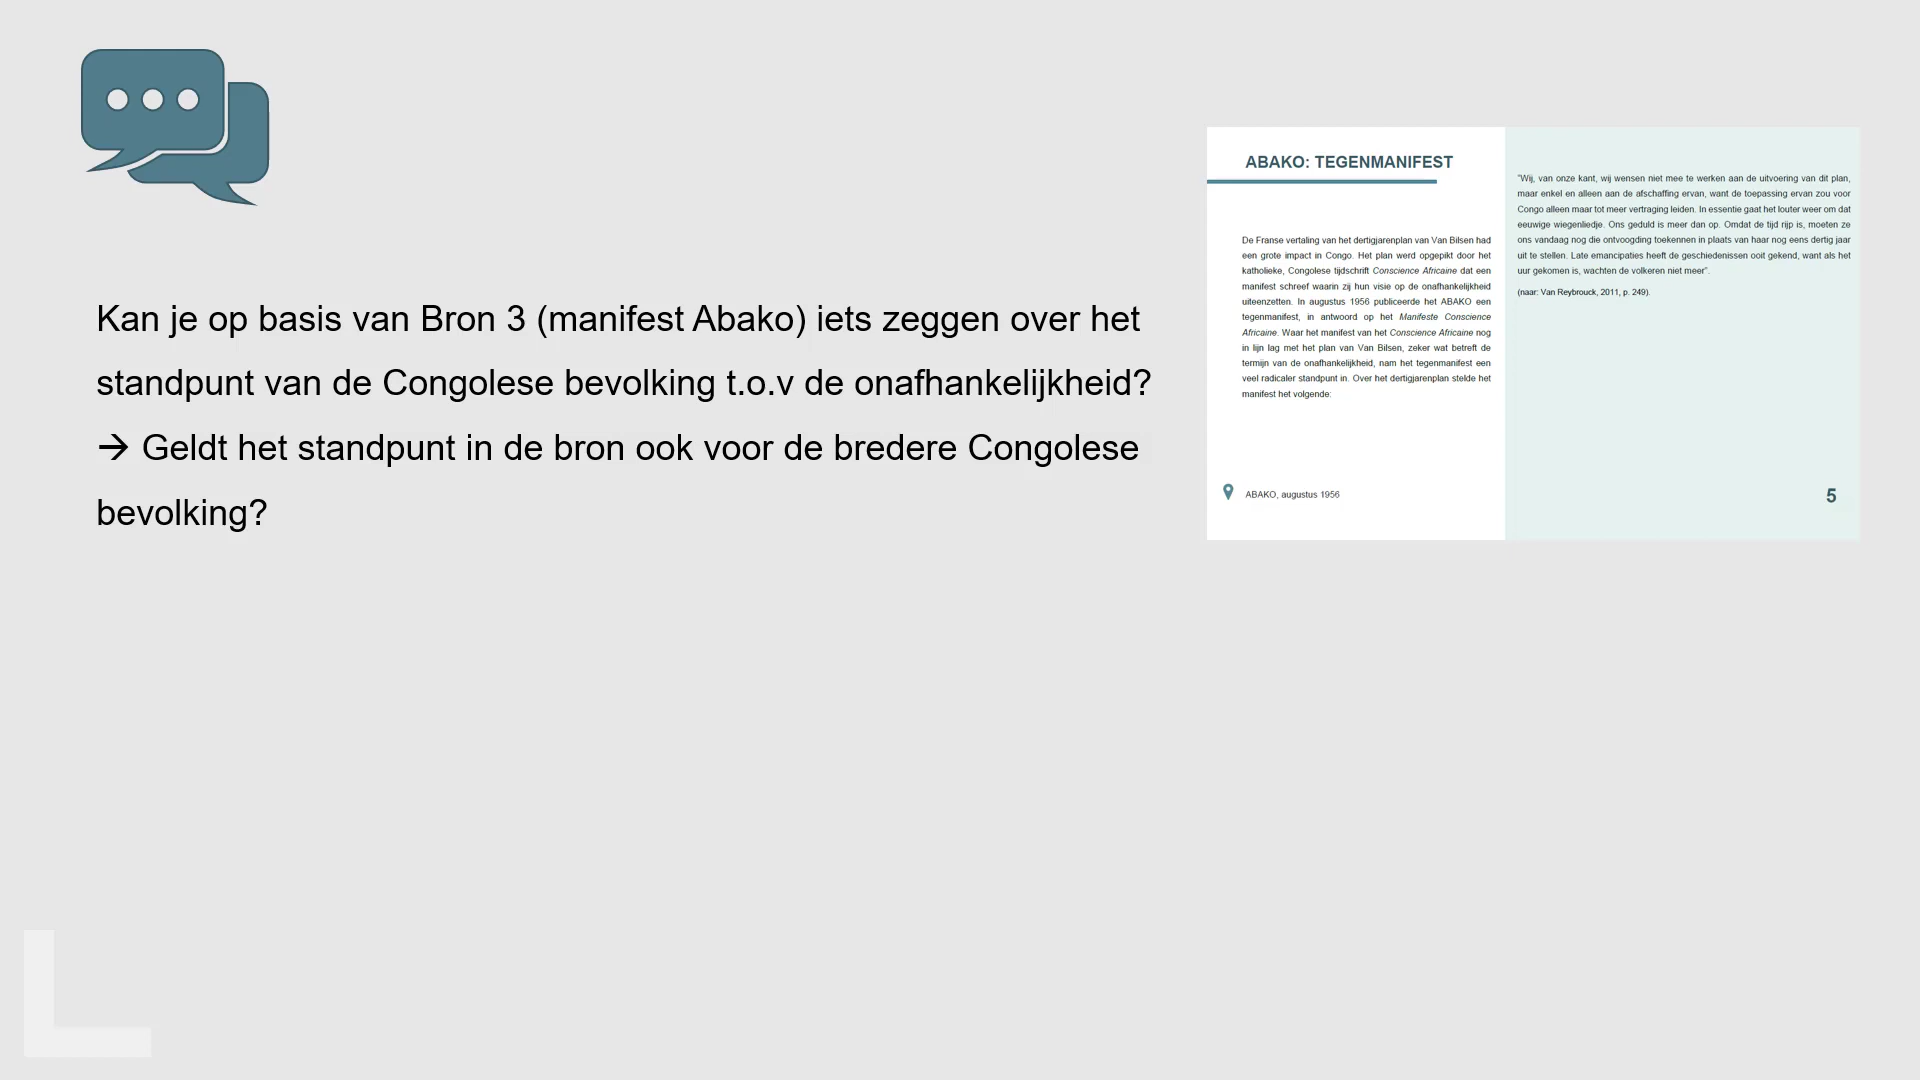 Kan je op basis van Bron 3 (manifest Abako) iets zeggen over het
standpunt van de Congolese bevolking t.o.v de onafhankelijkheid?
→ Geldt het standpunt in de bron ook voor de bredere Congolese
bevolking?
ABAKO: TEGENMANIFEST
De Franse vertaling van het dertigjarenplan van Van Bilsen had
een grote impact in Congo. Het plan werd opgepikt door het
katholieke, Congolese tijdschrift Conscience Africaine dat een
manifest schreef waarin zij hun visie op de onafhankelijkheid
uiteenzetten. In augustus 1956 publiceerde het ABAKO een
tegenmanifest, in antwoord op het Manifeste Conscience
Africaine. Waar het manifest van het Conscience Africaine nog
in lijn lag met het plan van Van Bilsen, zeker wat betreft de
termijn van de onafhankelijkheid, nam het tegenmanifest een
veel radicaler standpunt in. Over het dertigjarenplan stelde het
manifest het volgende:
ABAKO, augustus 1956
"Wij, van onze kant, wij wensen niet mee te werken aan de uitvoering van dit plan,
maar enkel en alleen aan de afschaffing ervan, want de toepassing ervan zou voor
Congo alleen maar tot meer vertraging leiden. In essentie gaat het louter weer om dat
eeuwige wiegenliedje. Ons geduld is meer dan op. Omdat de tijd rijp is, moeten ze
ons vandaag nog die ontvoogding toekennen in plaats van haar nog eens dertig jaar
uit te stellen. Late emancipaties heeft de geschiedenissen ooit gekend, want als het
uur gekomen is, wachten de volkeren niet meer".
(naar: Van Reybrouck, 2011, p. 249).
5